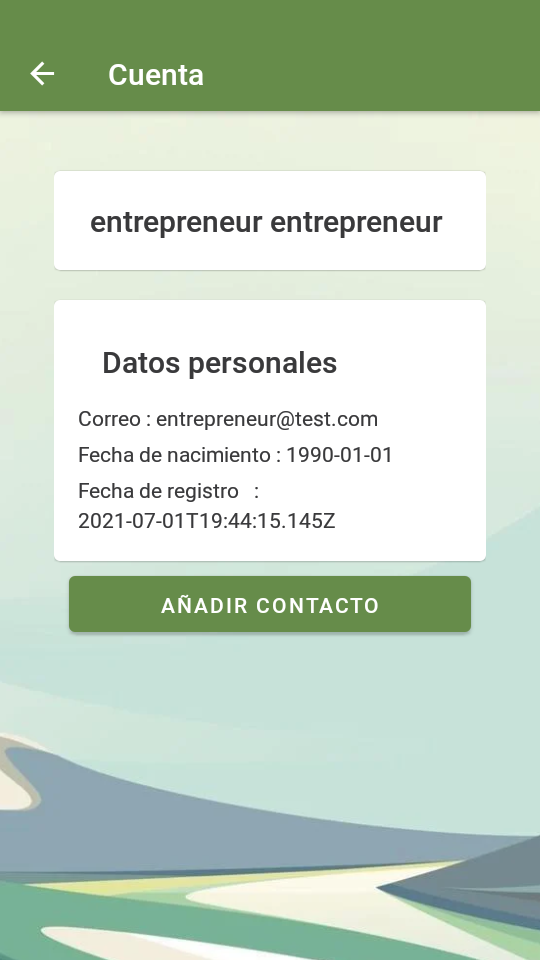 Cuenta
entrepreneur entrepreneur
Datos personales
Correo : entrepreneur@test.com
Fecha de nacimiento : 1990-01-01
Fecha de registro :
2021-07-01T19:44:15.145Z
AÑADIR CONTACTO